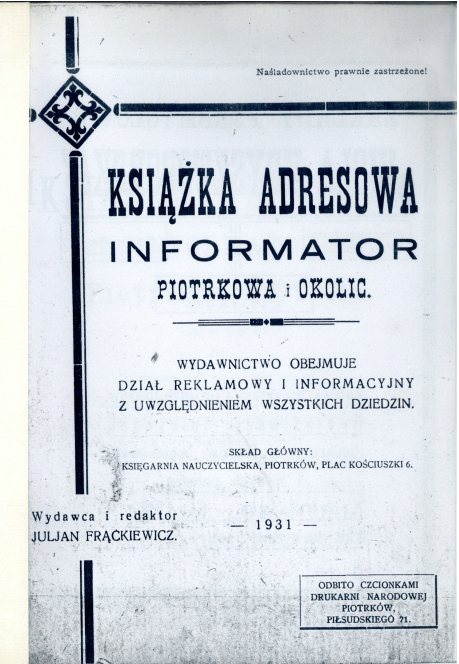 Naśladownictwo prawnie zastrzeżone!
KSIĄŻKA ADRESOWA
INFORMATOR
PIOTRKOWA i OKOLIC.
WYDAWNICTWO OBEJMUJE
DZIAŁ REKLAMOWY I INFORMACYJNY
Z UWZGLĘDNIENIEM WSZYSTKICH DZIEDZIN.
SKŁAD GŁÓWNY:
KSIĘGARNIA NAUCZYCIELSKA, PIOTRKÓW, PLAC KOŚCIUSZKI 6.
Wydawca i redaktor
JULJAN FRĄCKIEWICZ.
— 1931 —
ODBITO CZCIONKAMI
DRUKARNI NARODOWEJ
PIOTRKÓW,
PIŁSUDSKIEGO 71.